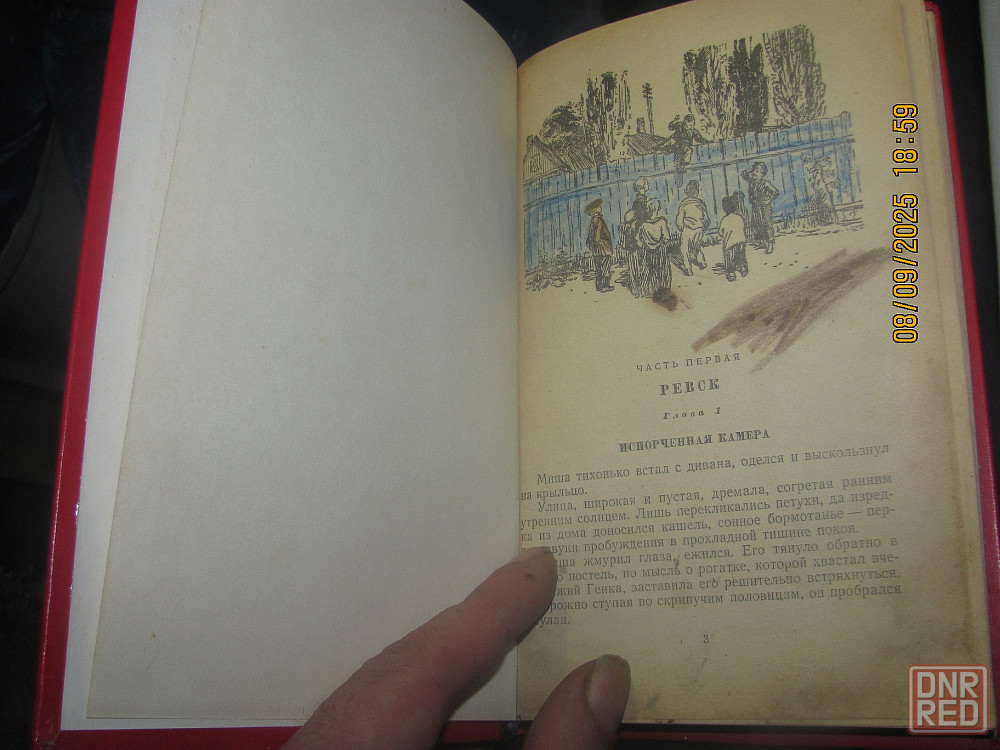 ЧАСТЬ ПЕРВАЯ
РЕВСК
Глава 1
ИСПОРЧЕННАЯ КАМЕРА
Миша тихонько встал с дивана, оделся и выскользнул
на крыльцо.
Улица, широкая и пустая, дремала, согретая ранним
утренним солнцем. Лишь перекликались петухи, да изред-
ка из дома доносился кашель, сонное бормотанье — пер-
звуки пробуждения в прохладной тишине покоя.
жмурил глаза, ежился. Его тянуло обратно в
постель, но мысль о рогатке, которой хвастал вче-
Генка, заставила его решительно встряхнуться.
ступая по скрипучим половицам, он пробрался
3
08/09/2025 18:59
DNR
RED